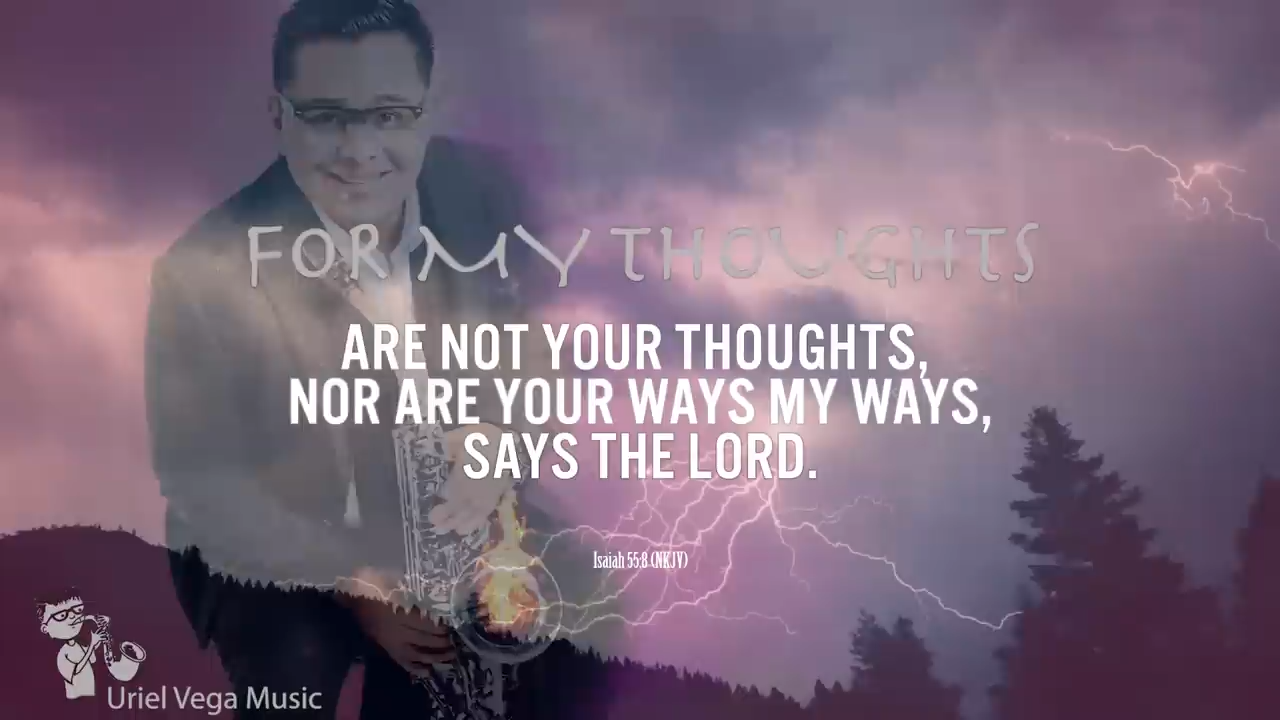 FOR MY THOUGHTS
ARE NOT YOUR THOUGHTS,
NOR ARE YOUR WAYS MY WAYS,
SAYS THE LORD.
Isaiah 55:8 (NKJV)
Uriel Vega Music